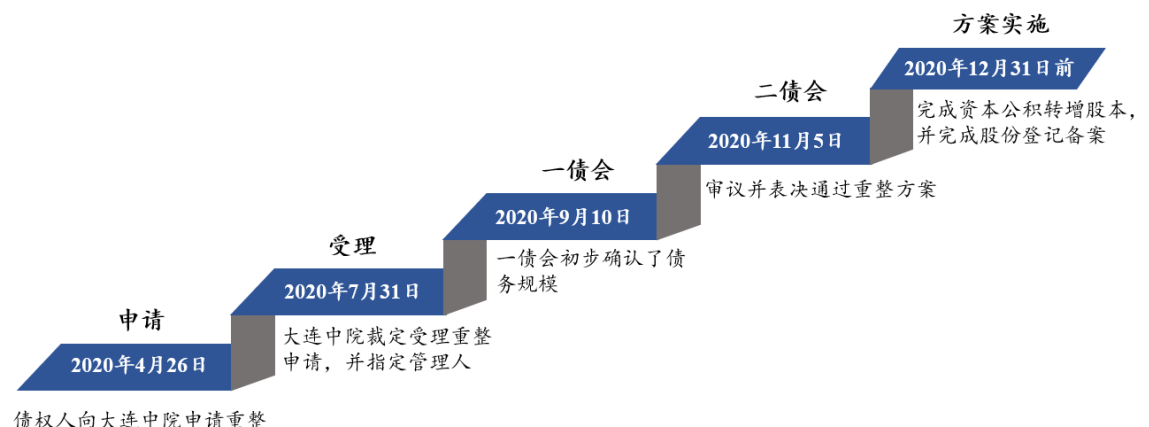 申请
2020年4月26日
债权人向大连中院申请重整
受理
2020年7月31日
大连中院裁定受理重整
申请，并指定管理人
一债会
2020年9月10日
一债会初步确认了债
务规模
二债会
2020年11月5日
审议并表决通过重整方案
方案实施
2020年12月31日前
完成资本公积转增股本，
并完成股份登记备案